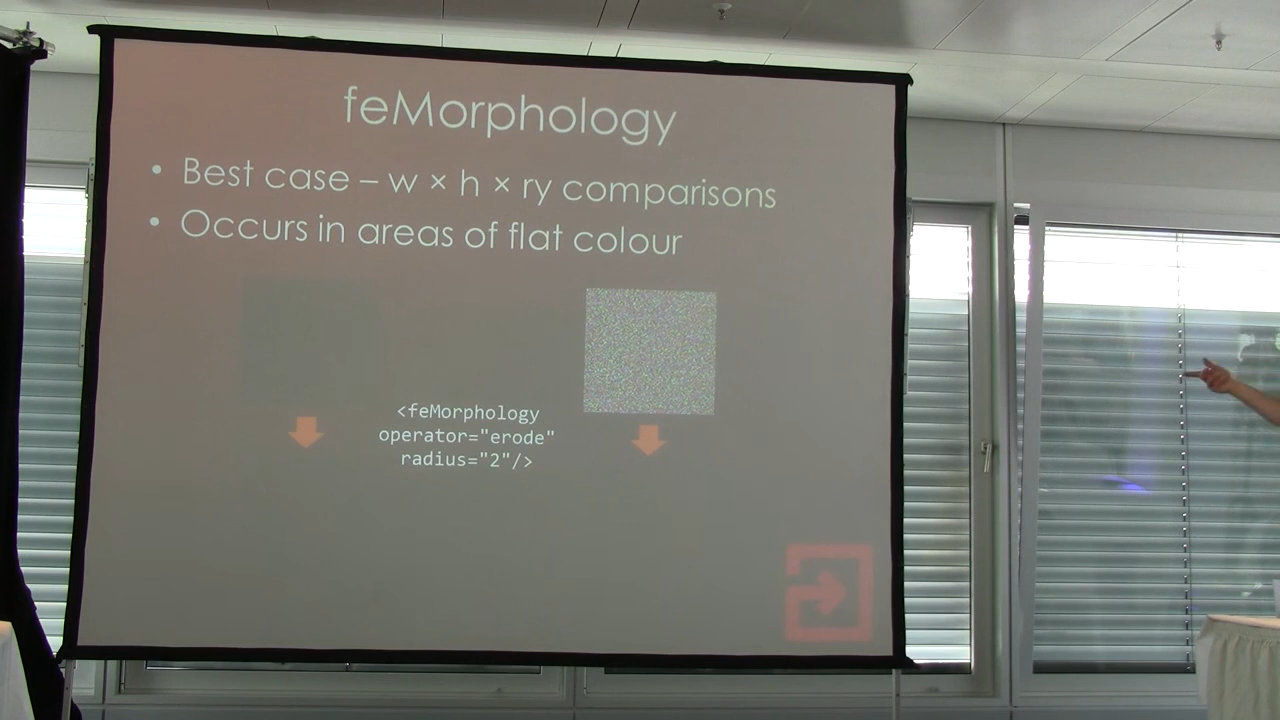 feMorphology
• Best case – w × h × ry comparisons
• Occurs in areas of flat colour
<feMorphology
operator="erode"
radius="2"/>